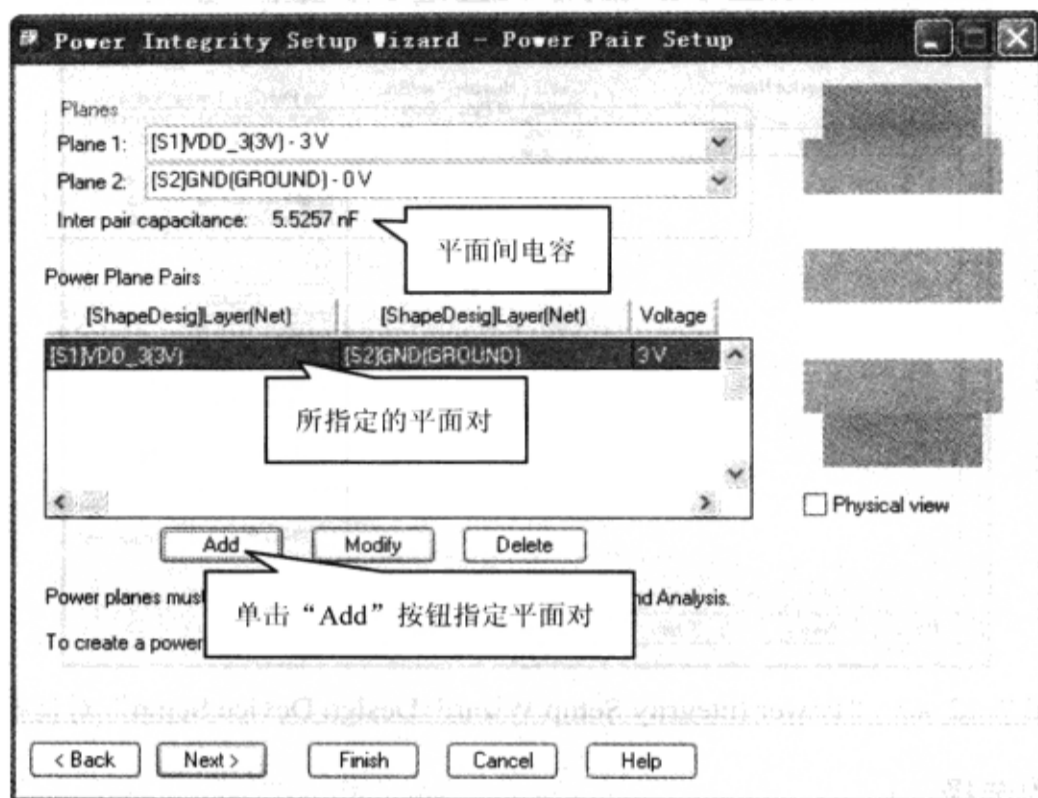 Power Integrity Setup Wizard - Power Pair Setup
Planes
Plane 1: [S1]VDD_3(3V) - 3 V
Plane 2: [S2]GND(GROUND) - 0 V
Inter pair capacitance: 5.5257 nF
平面间电容
Power Plane Pairs
[ShapeDesig]Layer(Net) [ShapeDesig]Layer(Net) Voltage
[S1]VDD_3(3V) [S2]GND(GROUND) 3 V
所指定的平面对
Physical view
Add Modify Delete
Power planes must nd Analysis.
单击“Add”按钮指定平面对
To create a power
< Back Next > Finish Cancel Help